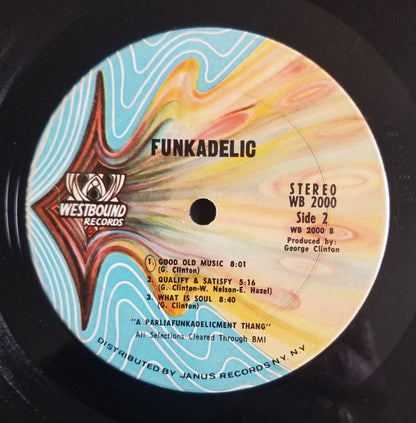 FUNKADELIC
WESTBOUND
RECORDS
STEREO
WB 2000
Side 2
WB 2000 B
Produced by:
George Clinton
1. GOOD OLD MUSIC 8:01
(G. Clinton)
2. QUALIFY & SATISFY 5:16
(G. Clinton-W. Nelson-E. Hazel)
3. WHAT IS SOUL 8:40
(G. Clinton)
"A PARLIAFUNKADELICMENT THANG"
All Selections Cleared Through BMI
DISTRIBUTED BY JANUS RECORDS N.Y. N.Y.